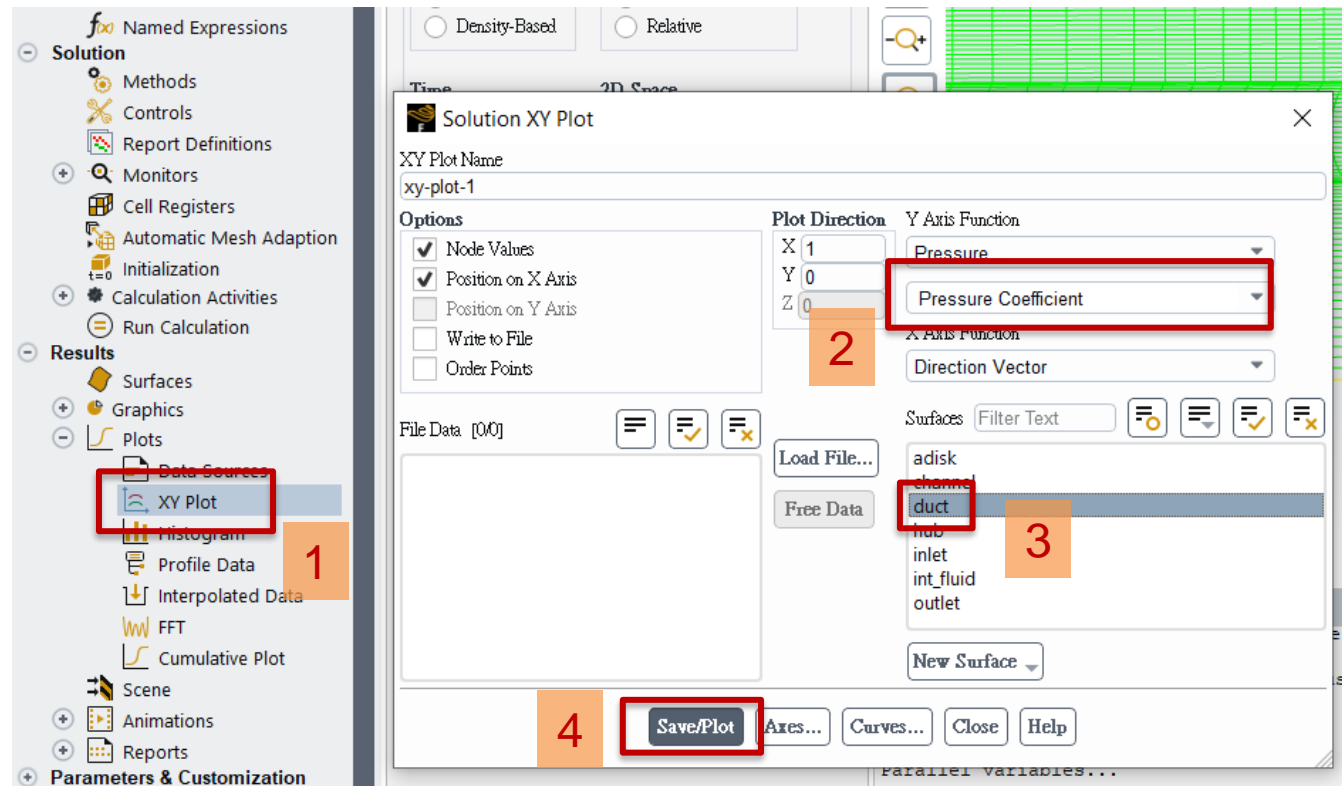 f(x) Named Expressions
Solution
Methods
Controls
Report Definitions
Monitors
Cell Registers
Automatic Mesh Adaption
t=0 Initialization
Calculation Activities
Run Calculation
Results
Surfaces
Graphics
Plots
Data Sources
XY Plot
Histogram
1
Profile Data
Interpolated Data
FFT
Cumulative Plot
Scene
Animations
Reports
Parameters & Customization
Density-Based
Relative
Time
2D Space
Solution XY Plot
XY Plot Name
xy-plot-1
Options
Node Values
Position on X Axis
Position on Y Axis
Write to File
Order Points
Plot Direction
X 1
Y 0
Z 0
Y Axis Function
Pressure
Pressure Coefficient
2
X Axis Function
Direction Vector
File Data [0/0]
Load File...
Free Data
Surfaces Filter Text
adisk
channel
duct
hub
inlet
int_fluid
outlet
3
New Surface
4
Save/Plot Axes... Curves... Close Help
Parallel variables...